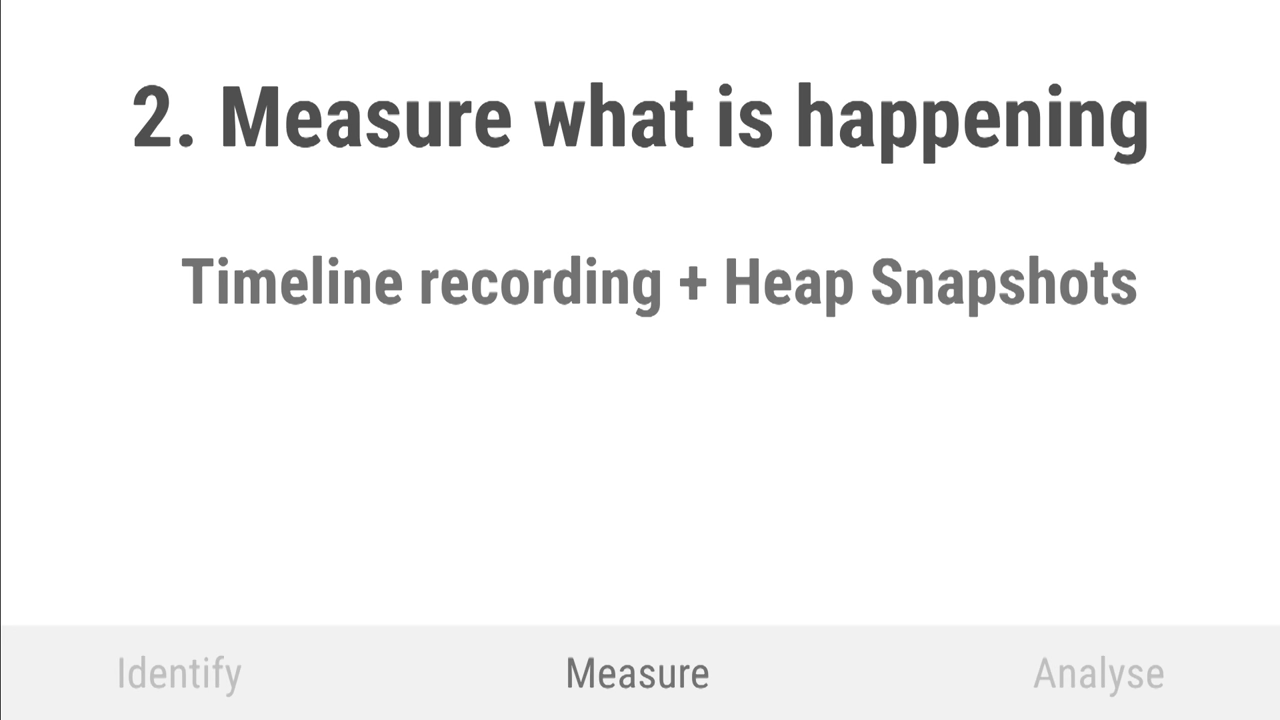 2. Measure what is happening
Timeline recording + Heap Snapshots
Identify
Measure
Analyse